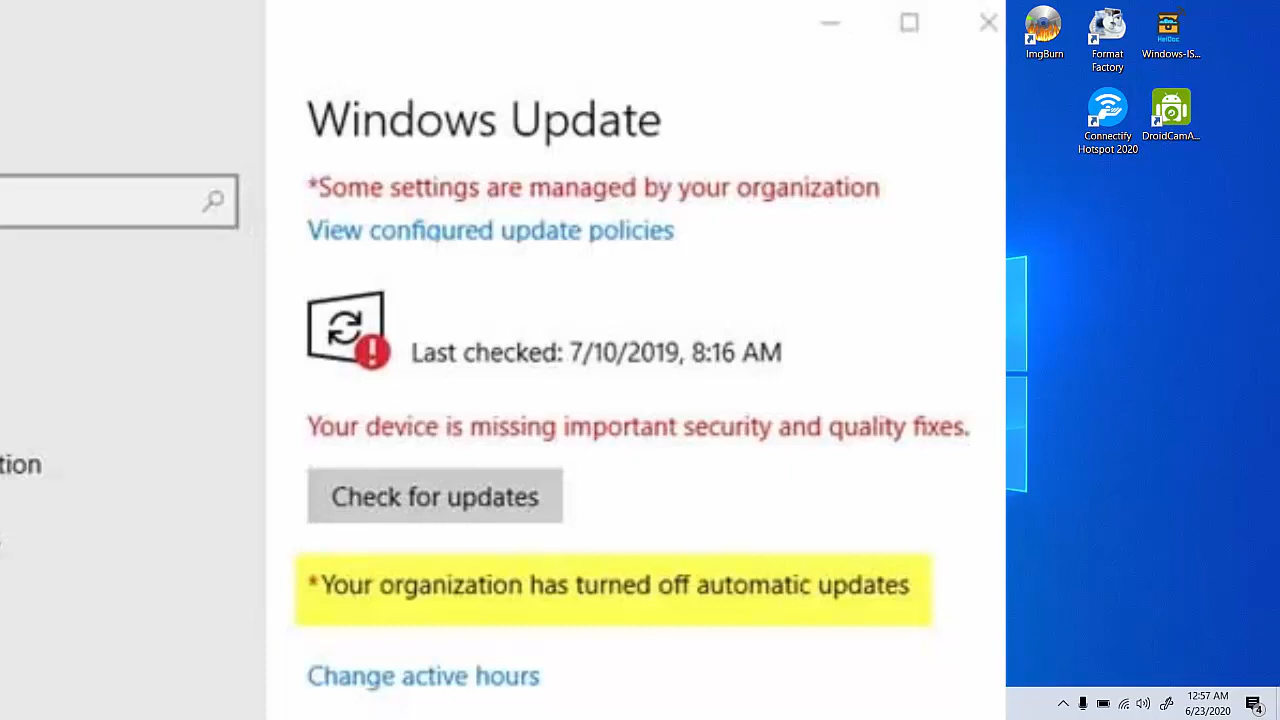 Windows Update
*Some settings are managed by your organization
View configured update policies
Last checked: 7/10/2019, 8:16 AM
Your device is missing important security and quality fixes.
tion
Check for updates
*Your organization has turned off automatic updates
Change active hours
ImgBurn
Format
Factory
HeiDoc
Windows-IS...
Connectify
Hotspot 2020
DroidCamA...
12:57 AM
6/23/2020
4